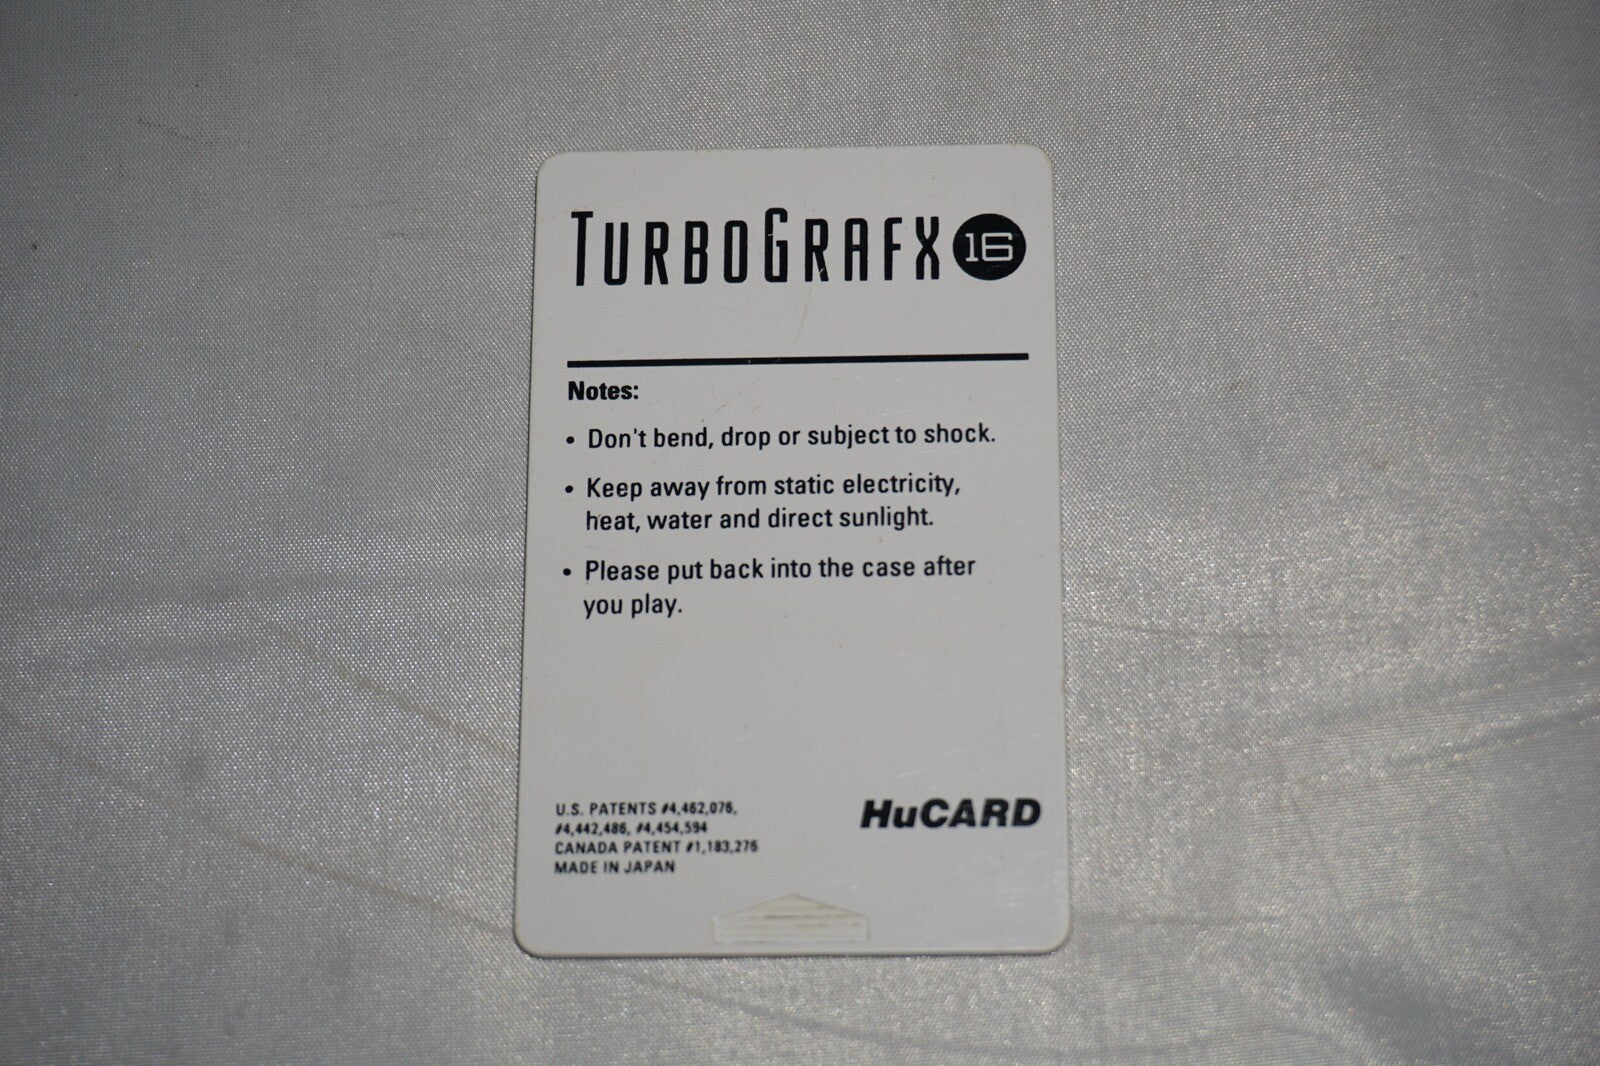 TURBOGRAFX 16
Notes:
• Don't bend, drop or subject to shock.
• Keep away from static electricity,
heat, water and direct sunlight.
• Please put back into the case after
you play.
U.S. PATENTS #4,462,076,
#4,442,486, #4,454,594
CANADA PATENT #1,183,276
MADE IN JAPAN
HuCARD